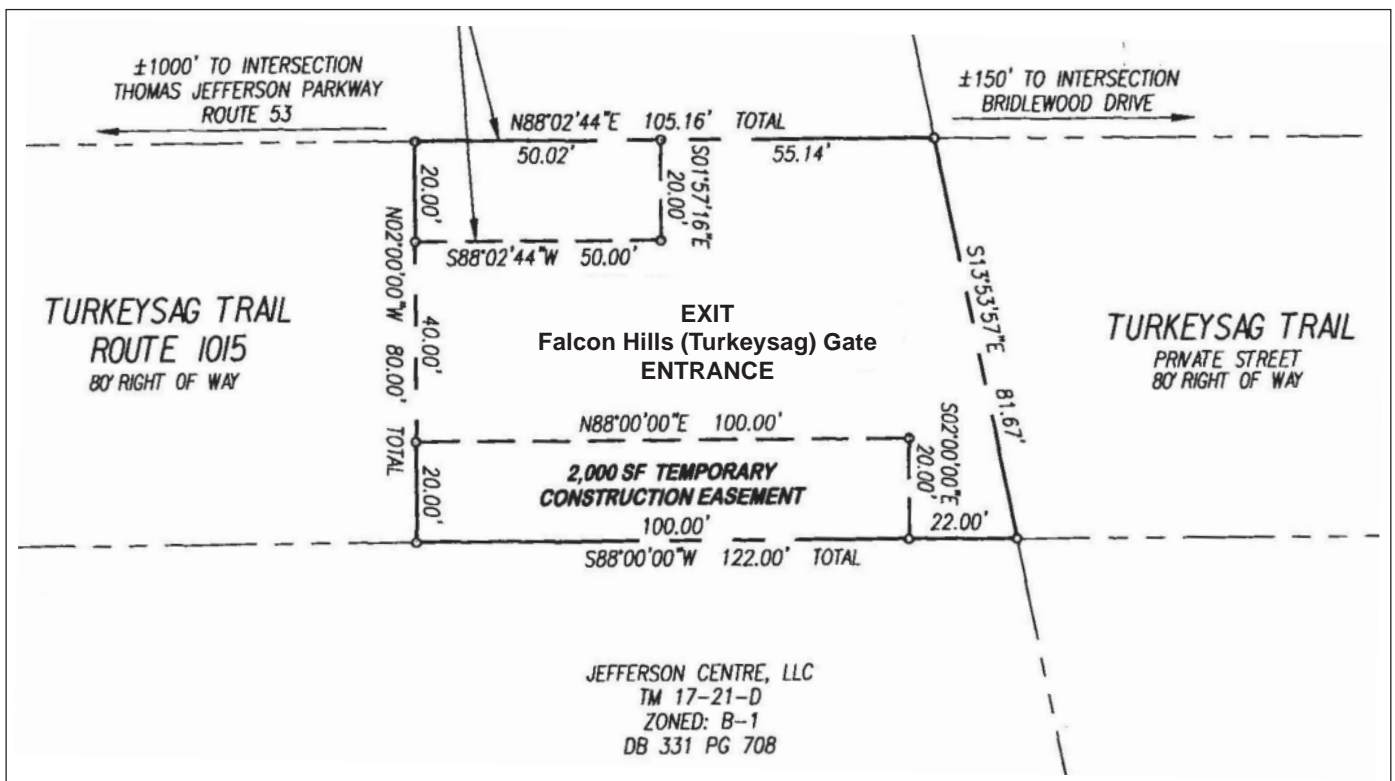 ±1000' TO INTERSECTION
THOMAS JEFFERSON PARKWAY
ROUTE 53
±150' TO INTERSECTION
BRIDLEWOOD DRIVE
N88°02'44"E 105.16' TOTAL
50.02'
55.14'
20.00'
S01°57'16"E
20.00'
S88°02'44"W 50.00'
N02°00'00"W 80.00' TOTAL
40.00'
S13°53'57"E 81.67'
TURKEYSAG TRAIL
ROUTE 1015
80' RIGHT OF WAY
EXIT
Falcon Hills (Turkeysag) Gate
ENTRANCE
TURKEYSAG TRAIL
PRIVATE STREET
80' RIGHT OF WAY
N88°00'00"E 100.00'
S02°00'00"E
20.00'
20.00'
2,000 SF TEMPORARY
CONSTRUCTION EASEMENT
100.00'
22.00'
S88°00'00"W 122.00' TOTAL
JEFFERSON CENTRE, LLC
TM 17-21-D
ZONED: B-1
DB 331 PG 708